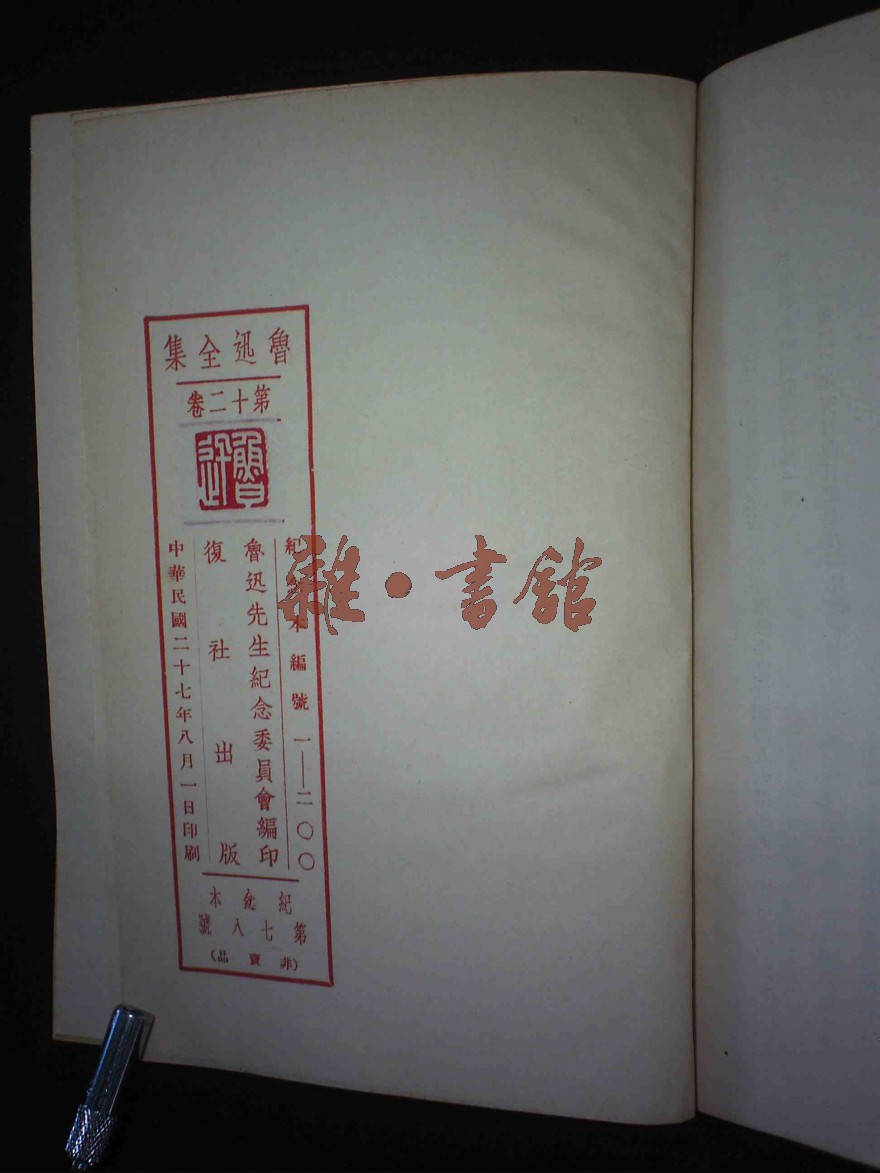 魯迅全集
第十二卷
魯迅
紀念本編號 一——二〇〇
魯迅先生紀念委員會編印
復社出版
中華民國二十七年八月一日印刷
紀念本
第七八號
(非賣品)
雜·書館